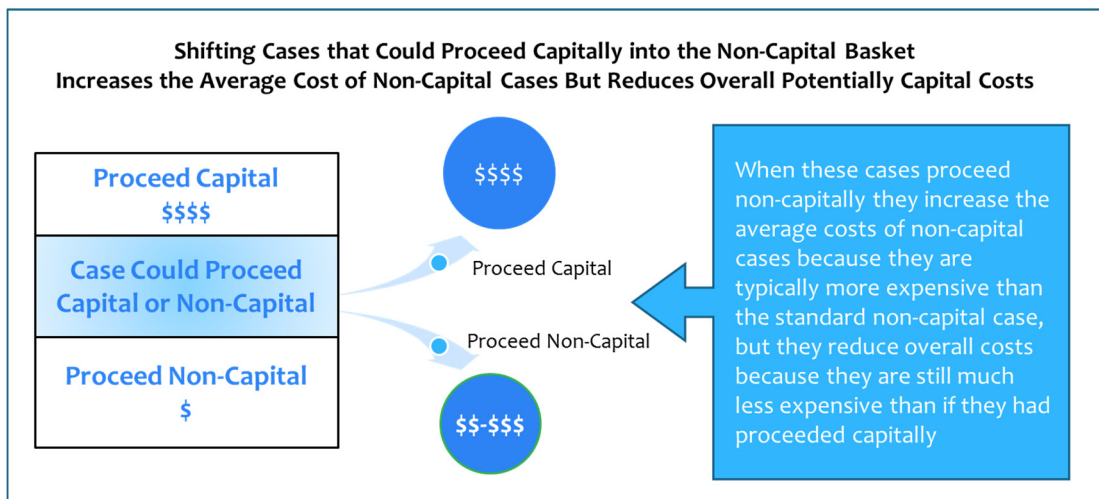 Shifting Cases that Could Proceed Capitally into the Non-Capital Basket
Increases the Average Cost of Non-Capital Cases But Reduces Overall Potentially Capital Costs
Proceed Capital
$$$$
Case Could Proceed
Capital or Non-Capital
Proceed Non-Capital
$
$$$$
Proceed Capital
Proceed Non-Capital
$$-$$$
When these cases proceed
non-capitally they increase the
average costs of non-capital
cases because they are
typically more expensive than
the standard non-capital case,
but they reduce overall costs
because they are still much
less expensive than if they had
proceeded capitally